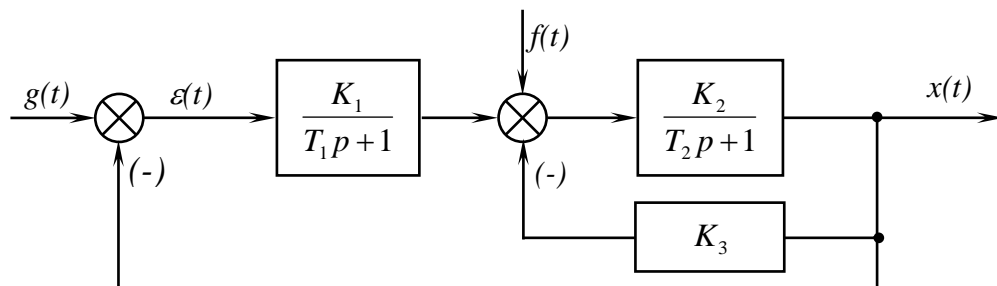 f(t)
g(t)
ε(t)
K₁
T₁p+1
K₂
T₂p+1
x(t)
(-)
(-)
K₃